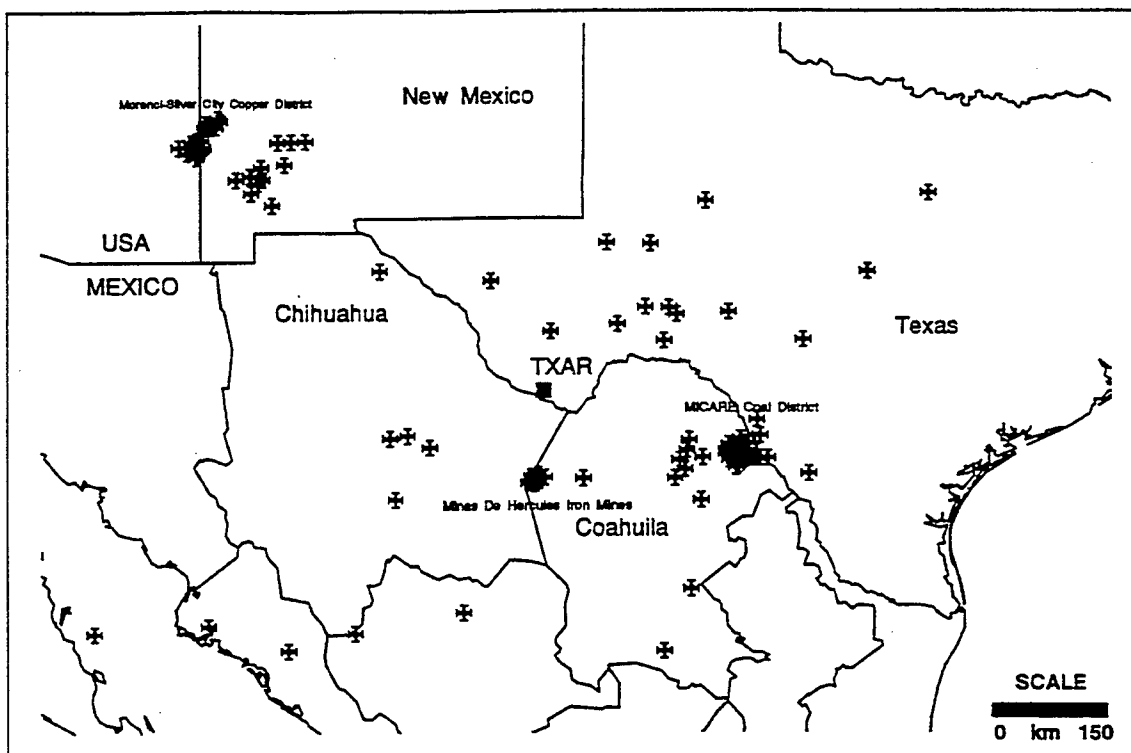 Morenci-Silver City Copper District
New Mexico
USA
MEXICO
Chihuahua
Texas
TXAR
MICARE Coal District
Mines De Hercules Iron Mines
Coahuila
SCALE
0 km 150